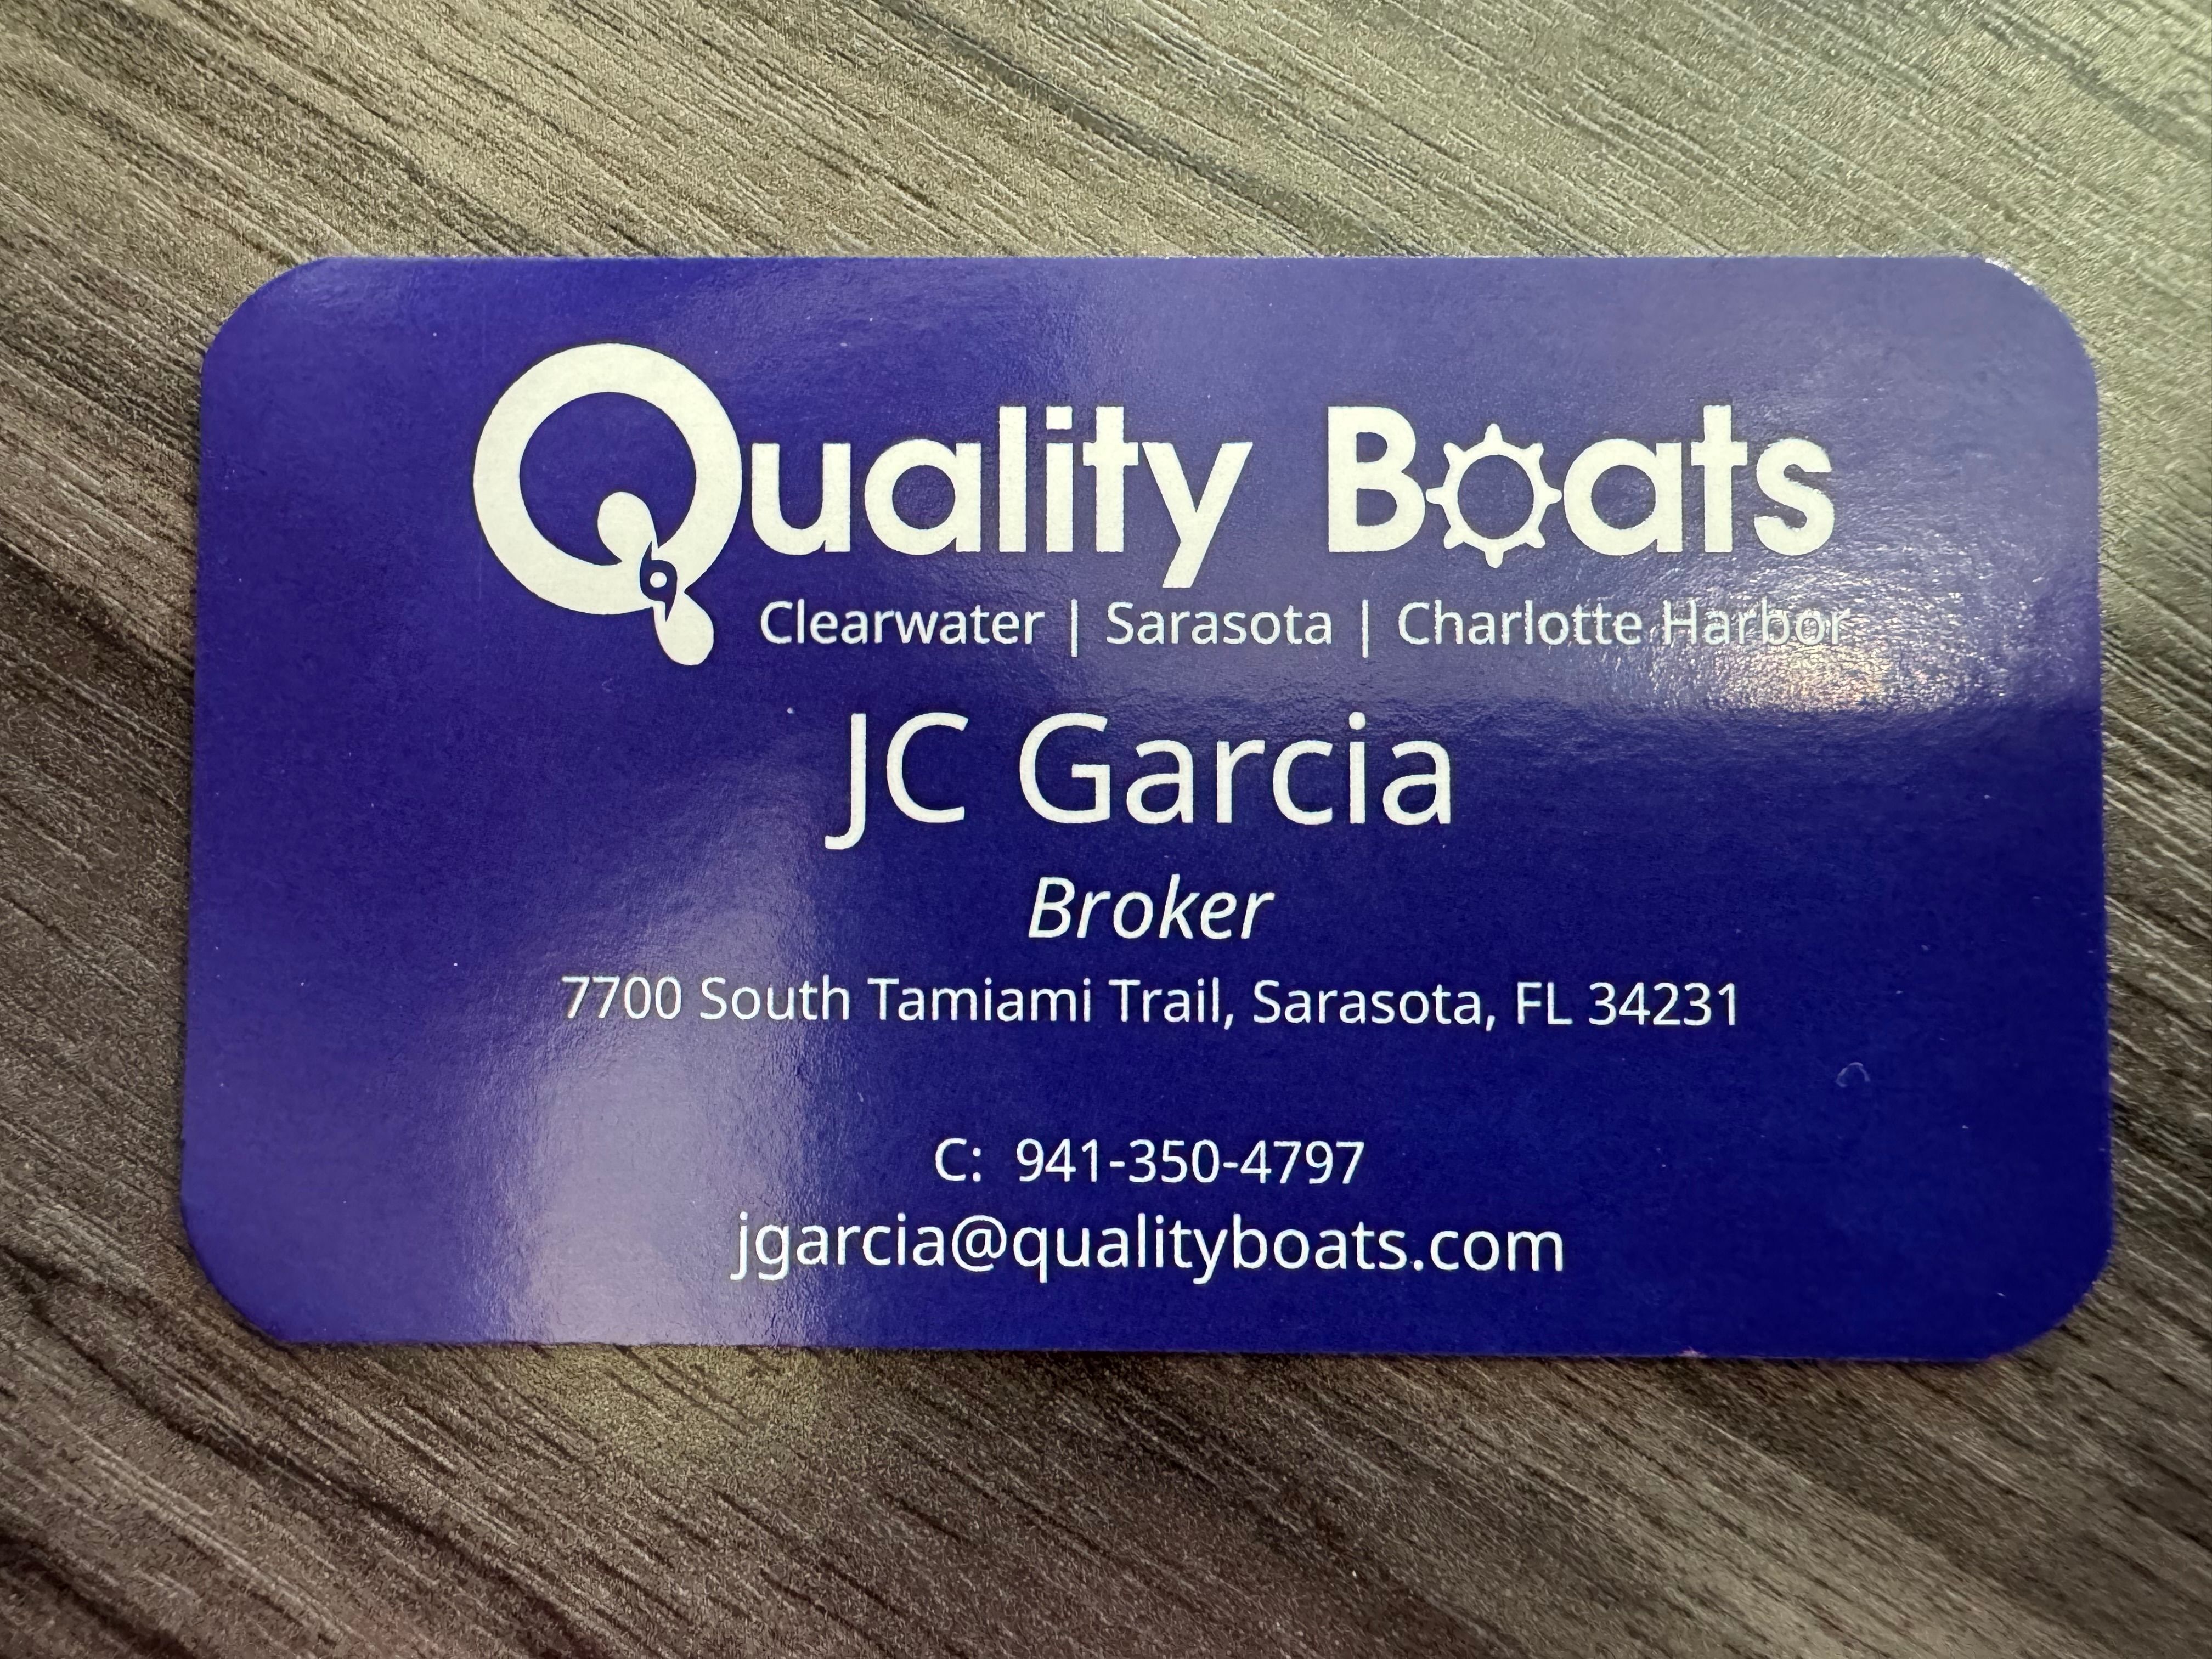 Quality Boats
Clearwater | Sarasota | Charlotte Harbor
JC Garcia
Broker
7700 South Tamiami Trail, Sarasota, FL 34231
C: 941-350-4797
jgarcia@qualityboats.com